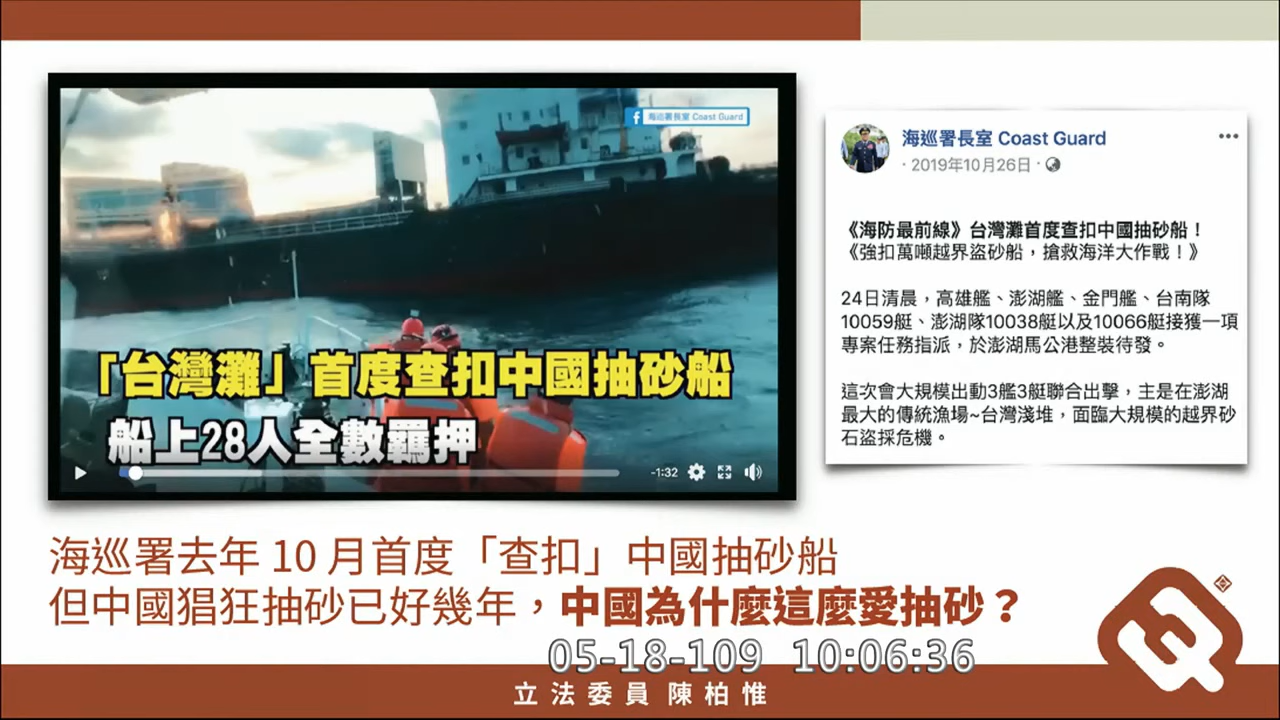 海巡署長室 Coast Guard
「台灣灘」首度查扣中國抽砂船
船上28人全數羈押
-1:32
海巡署長室 Coast Guard
· 2019年10月26日 ·
《海防最前線》台灣灘首度查扣中國抽砂船！
《強扣萬噸越界盜砂船，搶救海洋大作戰！》
24日清晨，高雄艦、澎湖艦、金門艦、台南隊
10059艇、澎湖隊10038艇以及10066艇接獲一項
專案任務指派，於澎湖馬公港整裝待發。
這次會大規模出動3艦3艇聯合出擊，主是在澎湖
最大的傳統漁場~台灣淺堆，面臨大規模的越界砂
石盜採危機。
海巡署去年 10 月首度「查扣」中國抽砂船
但中國猖狂抽砂已好幾年，中國為什麼這麼愛抽砂？
05-18-109 10:06:36
立法委員 陳柏惟